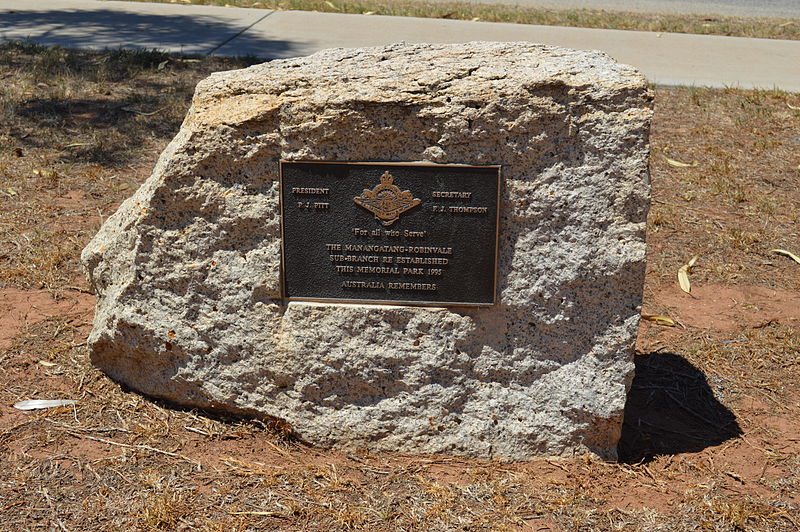 PRESIDENT
P. J. PITT
SECRETARY
R. J. THOMPSON
'For all who Serve'
THE MANANGATANG-ROBINVALE
SUB-BRANCH RE ESTABLISHED
THIS MEMORIAL PARK 1995
AUSTRALIA REMEMBERS